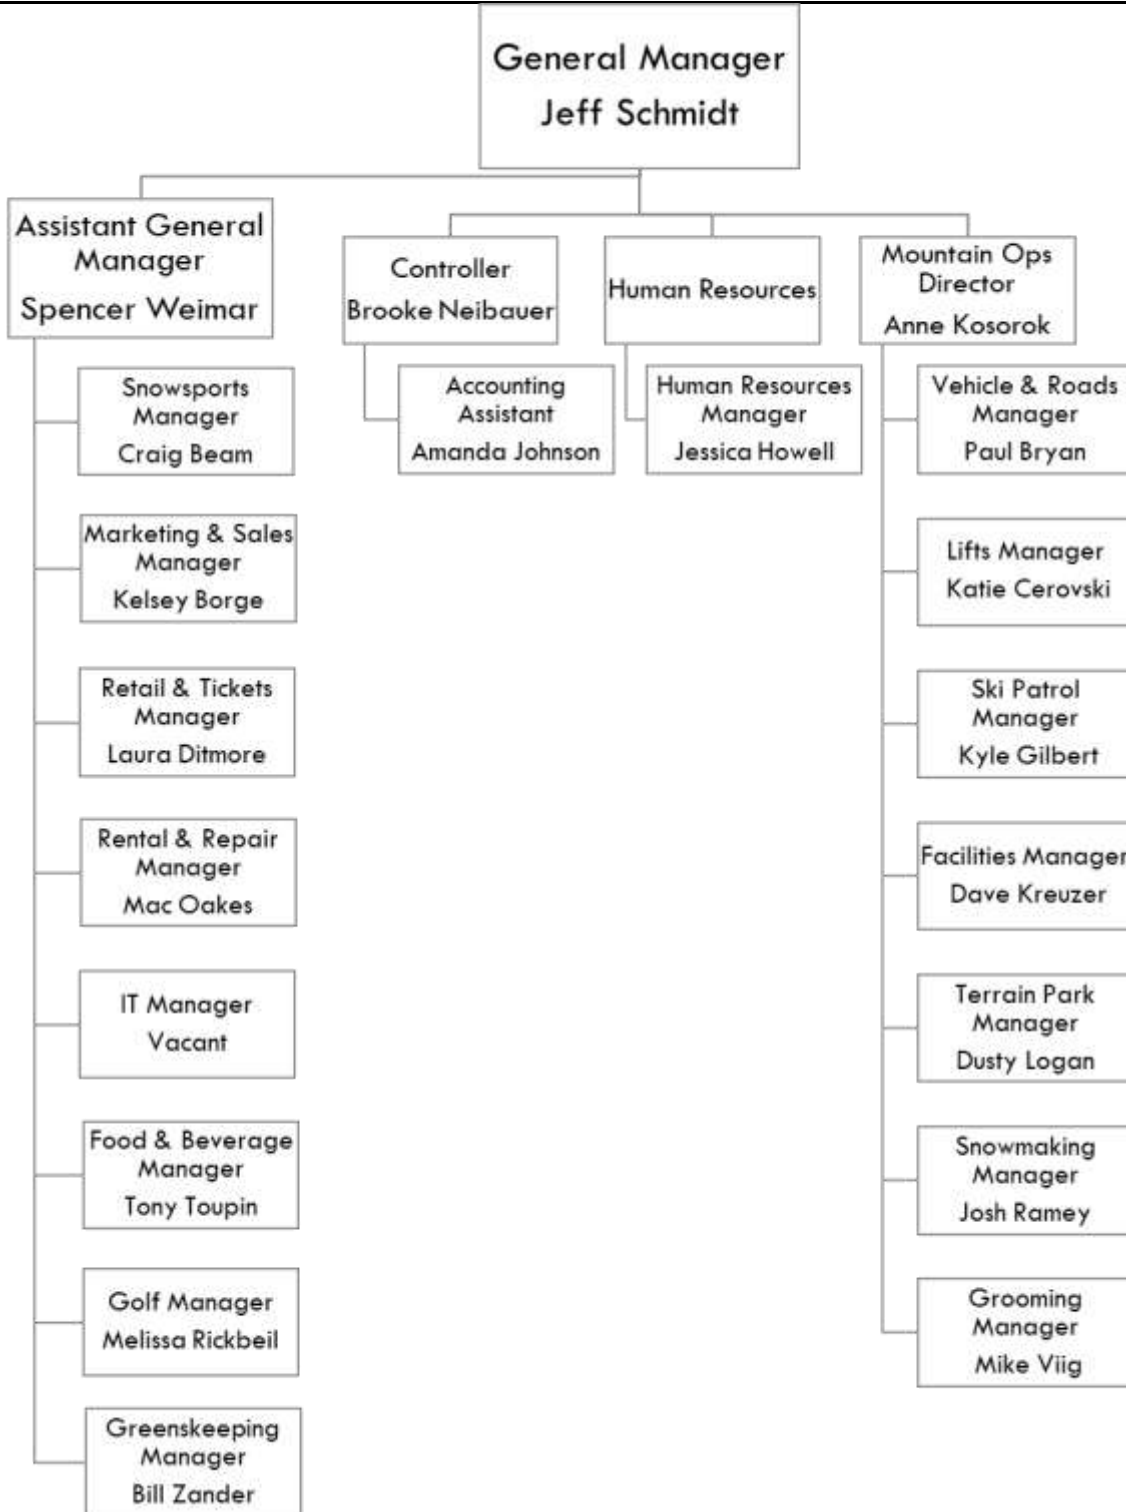 General Manager
Jeff Schmidt
Assistant General
Manager
Spencer Weimar
Controller
Brooke Neibauer
Human Resources
Mountain Ops
Director
Anne Kosorok
Snowsports
Manager
Craig Beam
Marketing & Sales
Manager
Kelsey Borge
Retail & Tickets
Manager
Laura Ditmore
Rental & Repair
Manager
Mac Oakes
IT Manager
Vacant
Food & Beverage
Manager
Tony Toupin
Golf Manager
Melissa Rickbeil
Greenskeeping
Manager
Bill Zander
Accounting
Assistant
Amanda Johnson
Human Resources
Manager
Jessica Howell
Vehicle & Roads
Manager
Paul Bryan
Lifts Manager
Katie Cerovski
Ski Patrol
Manager
Kyle Gilbert
Facilities Manager
Dave Kreuzer
Terrain Park
Manager
Dusty Logan
Snowmaking
Manager
Josh Ramey
Grooming
Manager
Mike Viig